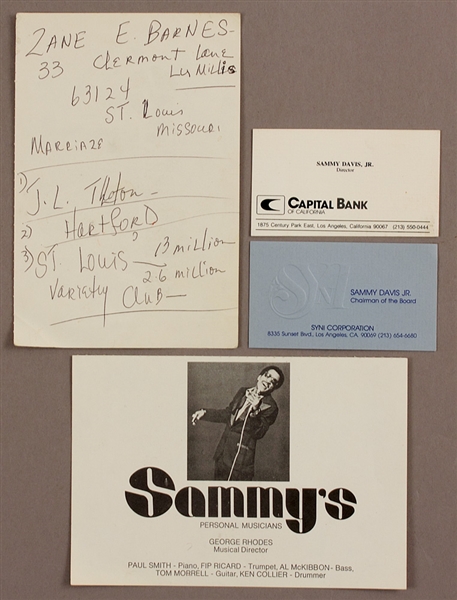 ZANE E. BARNES-
33 Clermont Lane
63124
ST. Louis
MISSOURI
MARRIAGE
1) J. L.
2) HARTFORD
3) ST. Louis — 13 million
2.6 million
VARIETY CLUB —
SAMMY DAVIS, JR.
Director
CAPITAL BANK
OF CALIFORNIA
1875 Century Park East, Los Angeles, California 90067 (213) 550-0444
SYNI
SAMMY DAVIS JR.
Chairman of the Board
SYNI CORPORATION
8335 Sunset Blvd., Los Angeles, CA. 90069 (213) 654-6680
Sammy's
PERSONAL MUSICIANS
GEORGE RHODES
Musical Director
PAUL SMITH - Piano, FIP RICARD - Trumpet, AL McKIBBON - Bass,
TOM MORRELL - Guitar, KEN COLLIER - Drummer